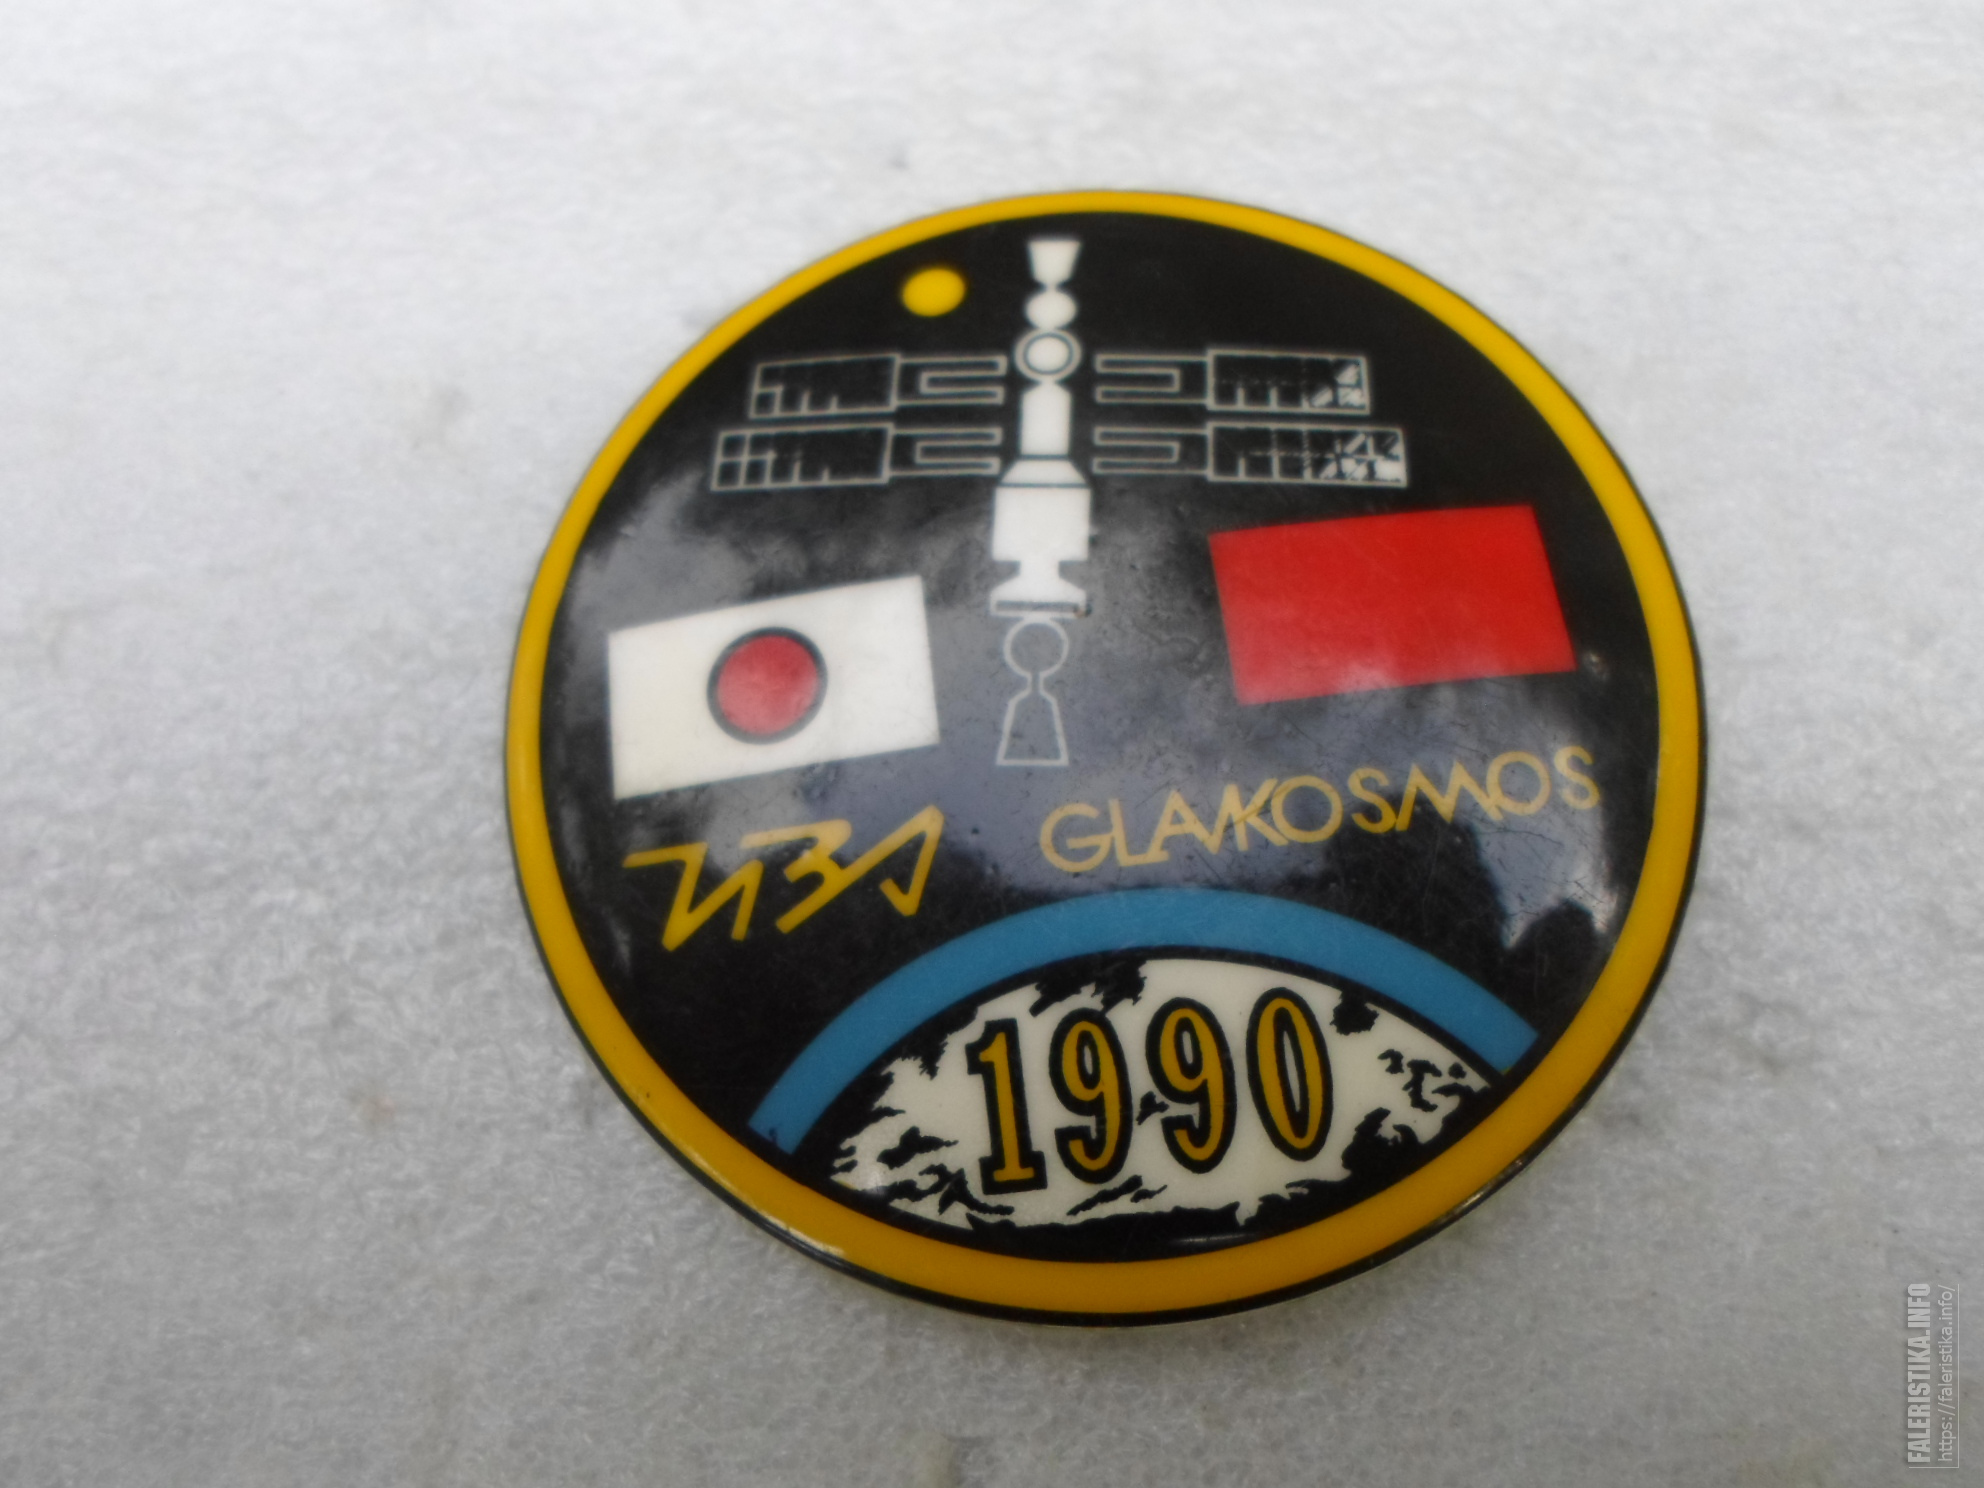 TBS
GLAVKOSMOS
1990
FALERISTIKA.INFO
https://faleristika.info/